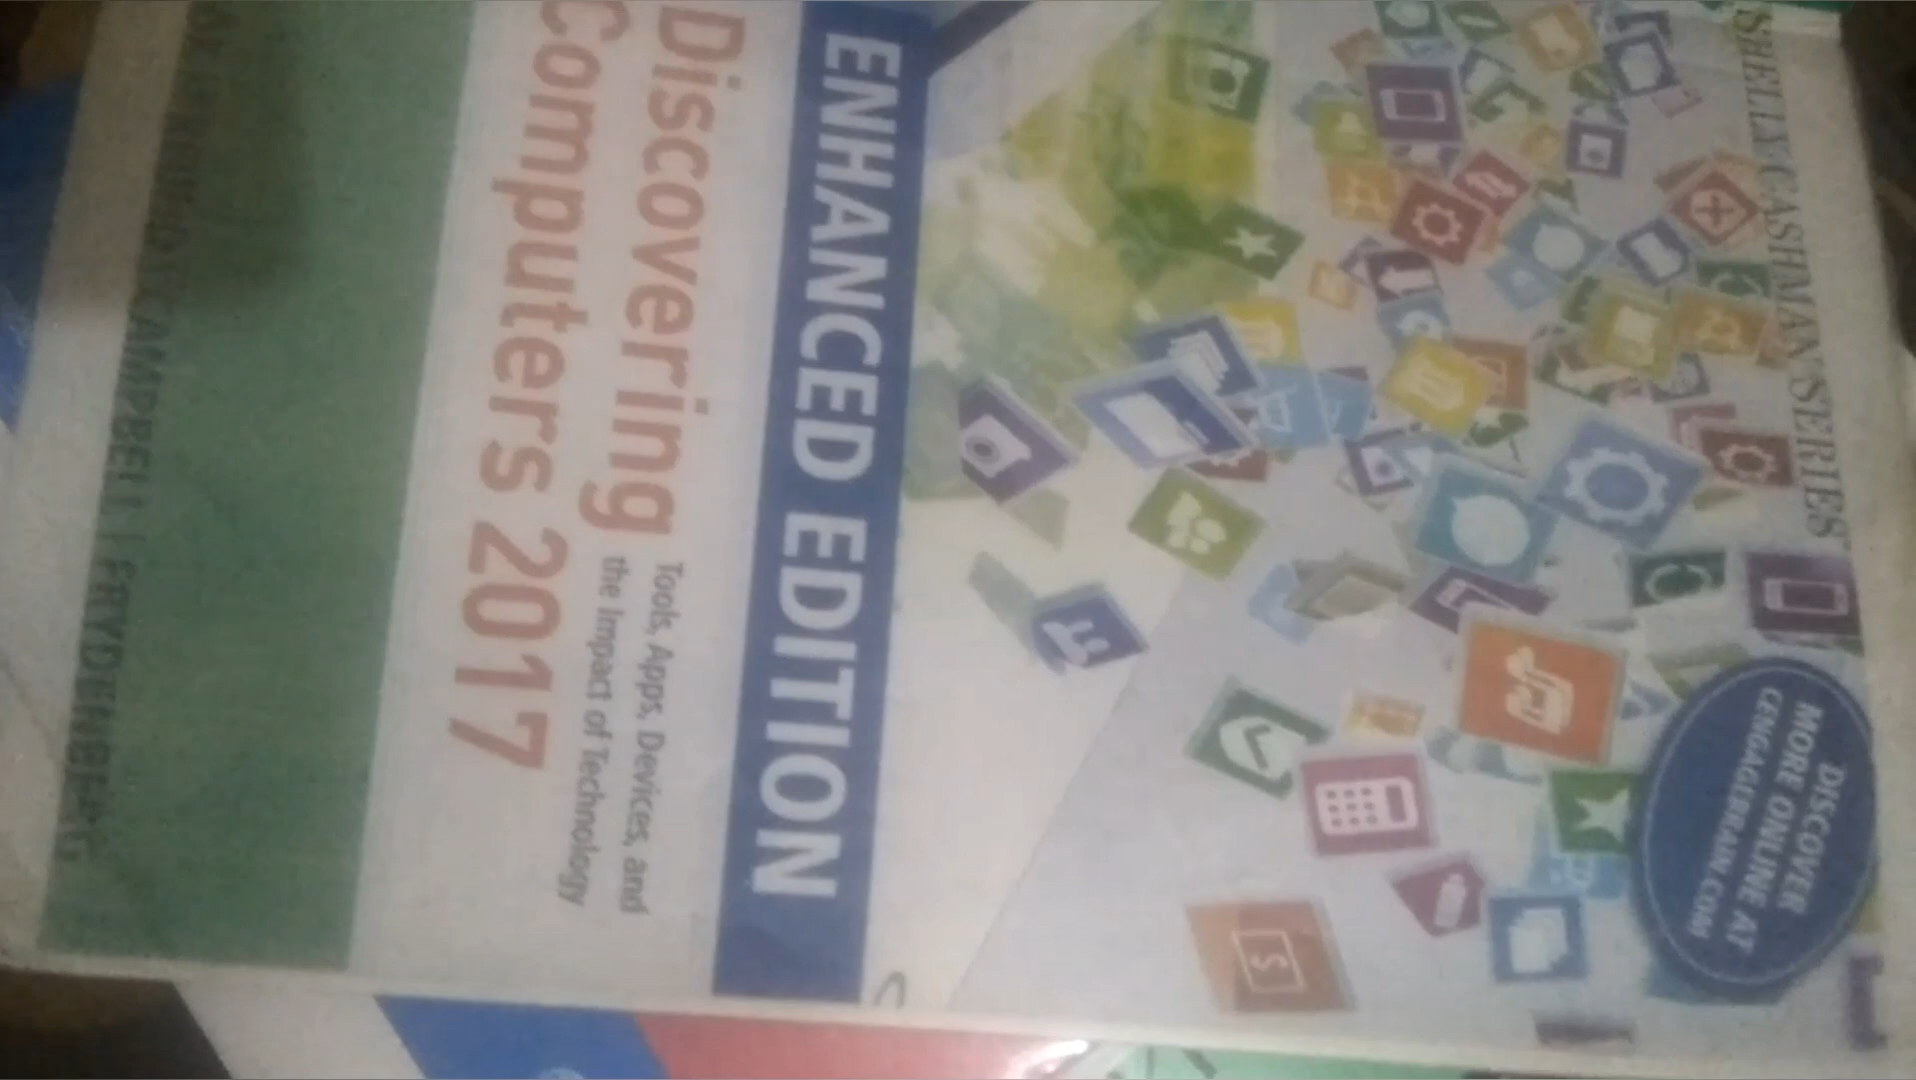 SHELLY CASHMAN SERIES®
DISCOVER
MORE ONLINE AT
CENGAGEBRAIN.COM
ENHANCED EDITION
Discovering
Computers 2017
Tools, Apps, Devices, and
the Impact of Technology
CAMPBELL | FRYDENBERG